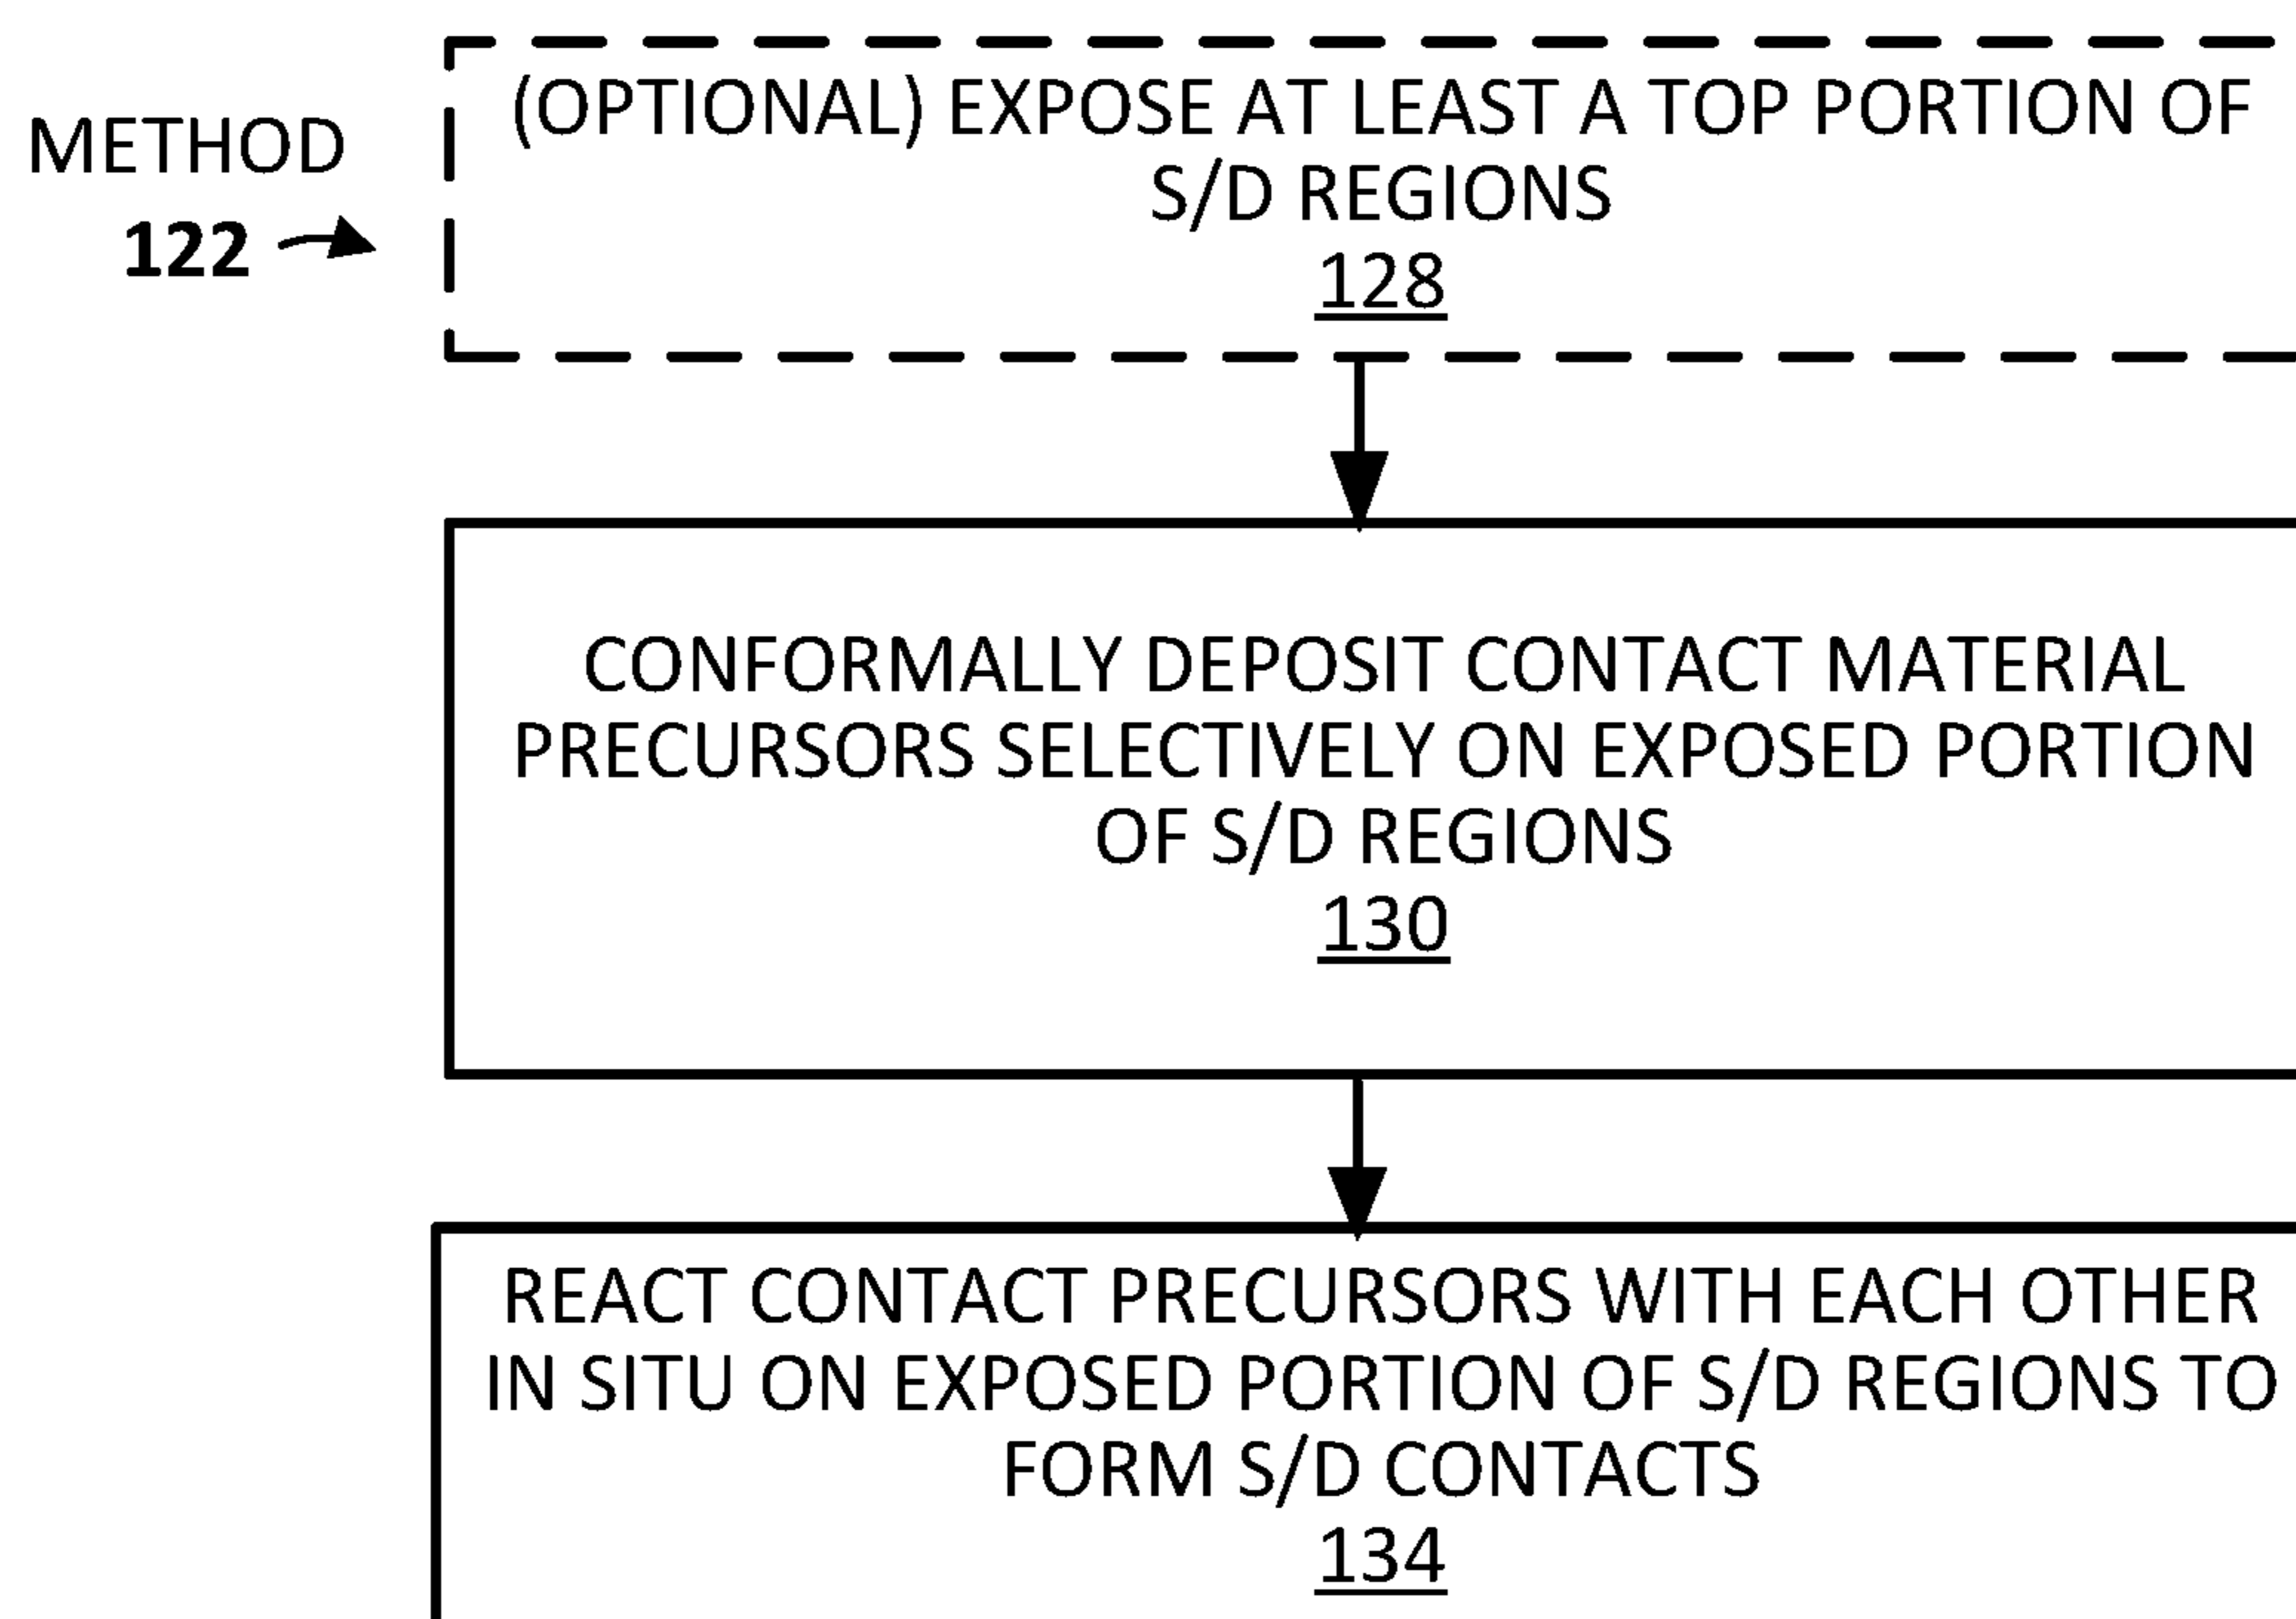 METHOD
122
(OPTIONAL) EXPOSE AT LEAST A TOP PORTION OF
S/D REGIONS
128
CONFORMALLY DEPOSIT CONTACT MATERIAL
PRECURSORS SELECTIVELY ON EXPOSED PORTION
OF S/D REGIONS
130
REACT CONTACT PRECURSORS WITH EACH OTHER
IN SITU ON EXPOSED PORTION OF S/D REGIONS TO
FORM S/D CONTACTS
134